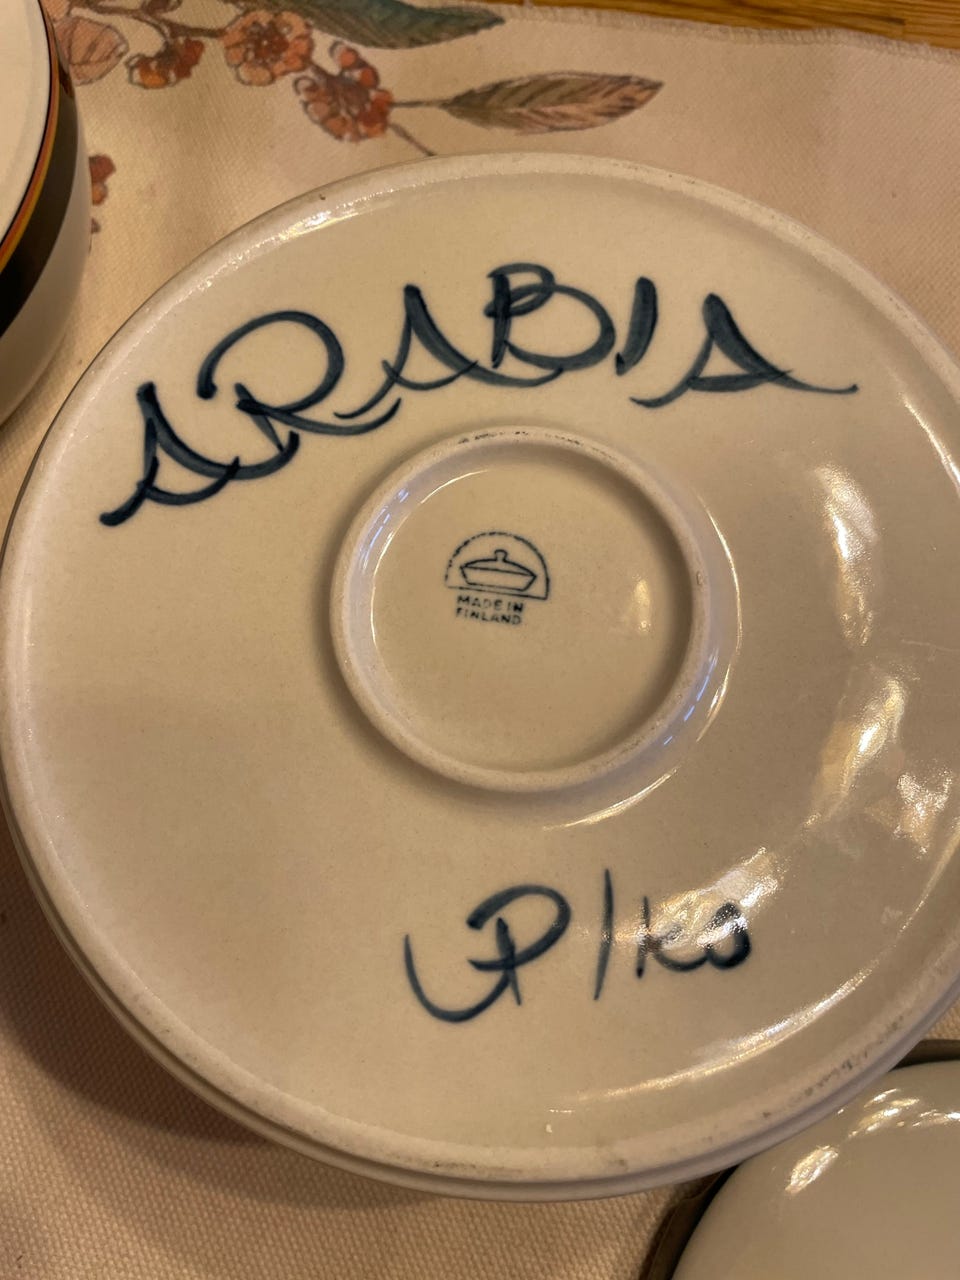 ARABIA
MADE IN
FINLAND
UP/ko